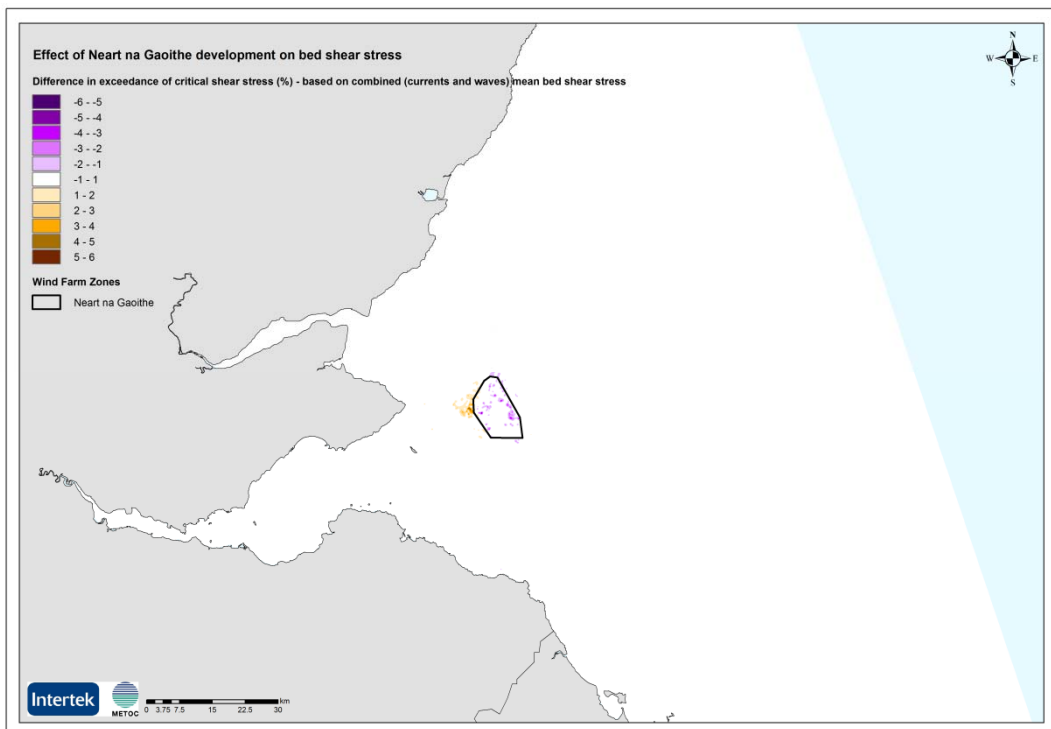 Effect of Neart na Gaoithe development on bed shear stress
Difference in exceedance of critical shear stress (%) - based on combined (currents and waves) mean bed shear stress
-6 - -5
-5 - -4
-4 - -3
-3 - -2
-2 - -1
-1 - 1
1 - 2
2 - 3
3 - 4
4 - 5
5 - 6
Wind Farm Zones
Neart na Gaoithe
N
W E
S
Intertek
METOC
km
0 3.75 7.5 15 22.5 30